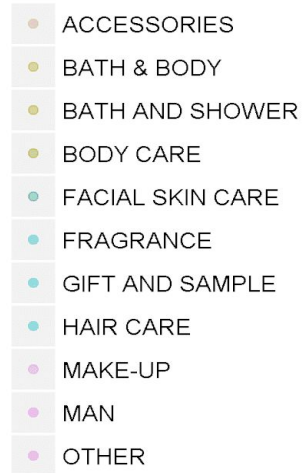 ACCESSORIES
BATH & BODY
BATH AND SHOWER
BODY CARE
FACIAL SKIN CARE
FRAGRANCE
GIFT AND SAMPLE
HAIR CARE
MAKE-UP
MAN
OTHER